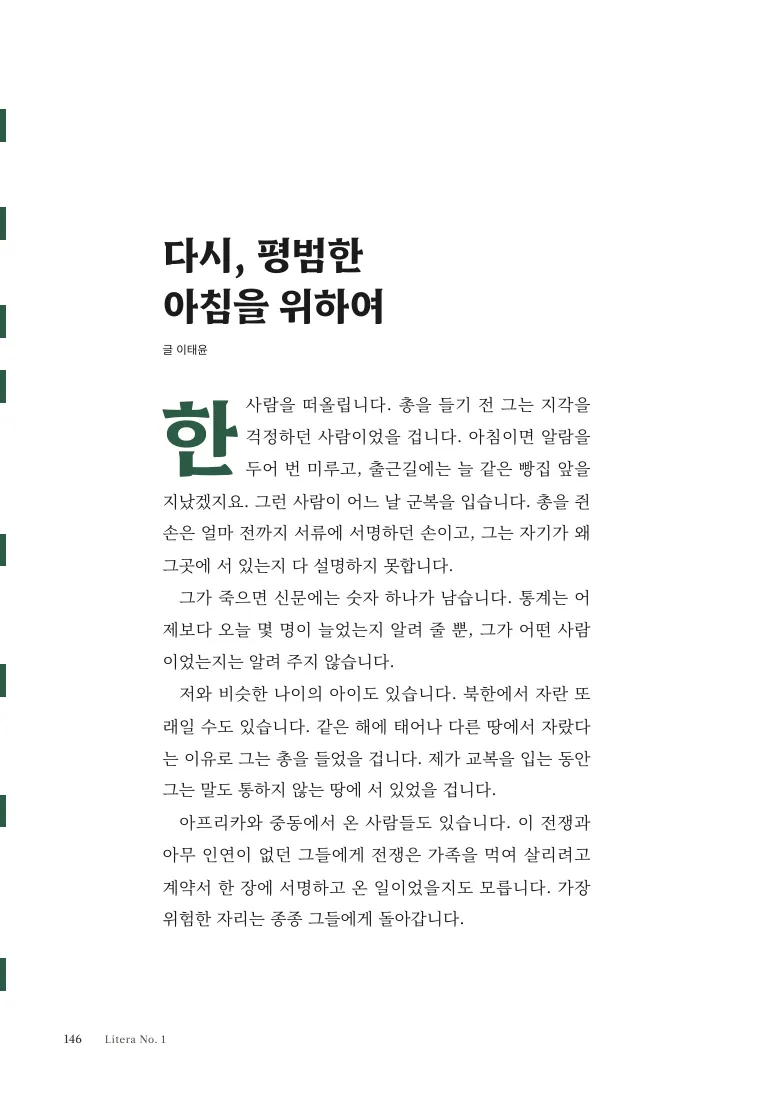 다시, 평범한
아침을 위하여
글 이태윤
한 사람을 떠올립니다. 총을 들기 전 그는 지각을
걱정하던 사람이었을 겁니다. 아침이면 알람을
두어 번 미루고, 출근길에는 늘 같은 빵집 앞을
지났겠지요. 그런 사람이 어느 날 군복을 입습니다. 총을 쥔
손은 얼마 전까지 서류에 서명하던 손이고, 그는 자기가 왜
그곳에 서 있는지 다 설명하지 못합니다.
그가 죽으면 신문에는 숫자 하나가 남습니다. 통계는 어
제보다 오늘 몇 명이 늘었는지 알려 줄 뿐, 그가 어떤 사람
이었는지는 알려 주지 않습니다.
저와 비슷한 나이의 아이도 있습니다. 북한에서 자란 또
래일 수도 있습니다. 같은 해에 태어나 다른 땅에서 자랐다
는 이유로 그는 총을 들었을 겁니다. 제가 교복을 입는 동안
그는 말도 통하지 않는 땅에 서 있었을 겁니다.
아프리카와 중동에서 온 사람들도 있습니다. 이 전쟁과
아무 인연이 없던 그들에게 전쟁은 가족을 먹여 살리려고
계약서 한 장에 서명하고 온 일이었을지도 모릅니다. 가장
위험한 자리는 종종 그들에게 돌아갑니다.
146 Litera No. 1